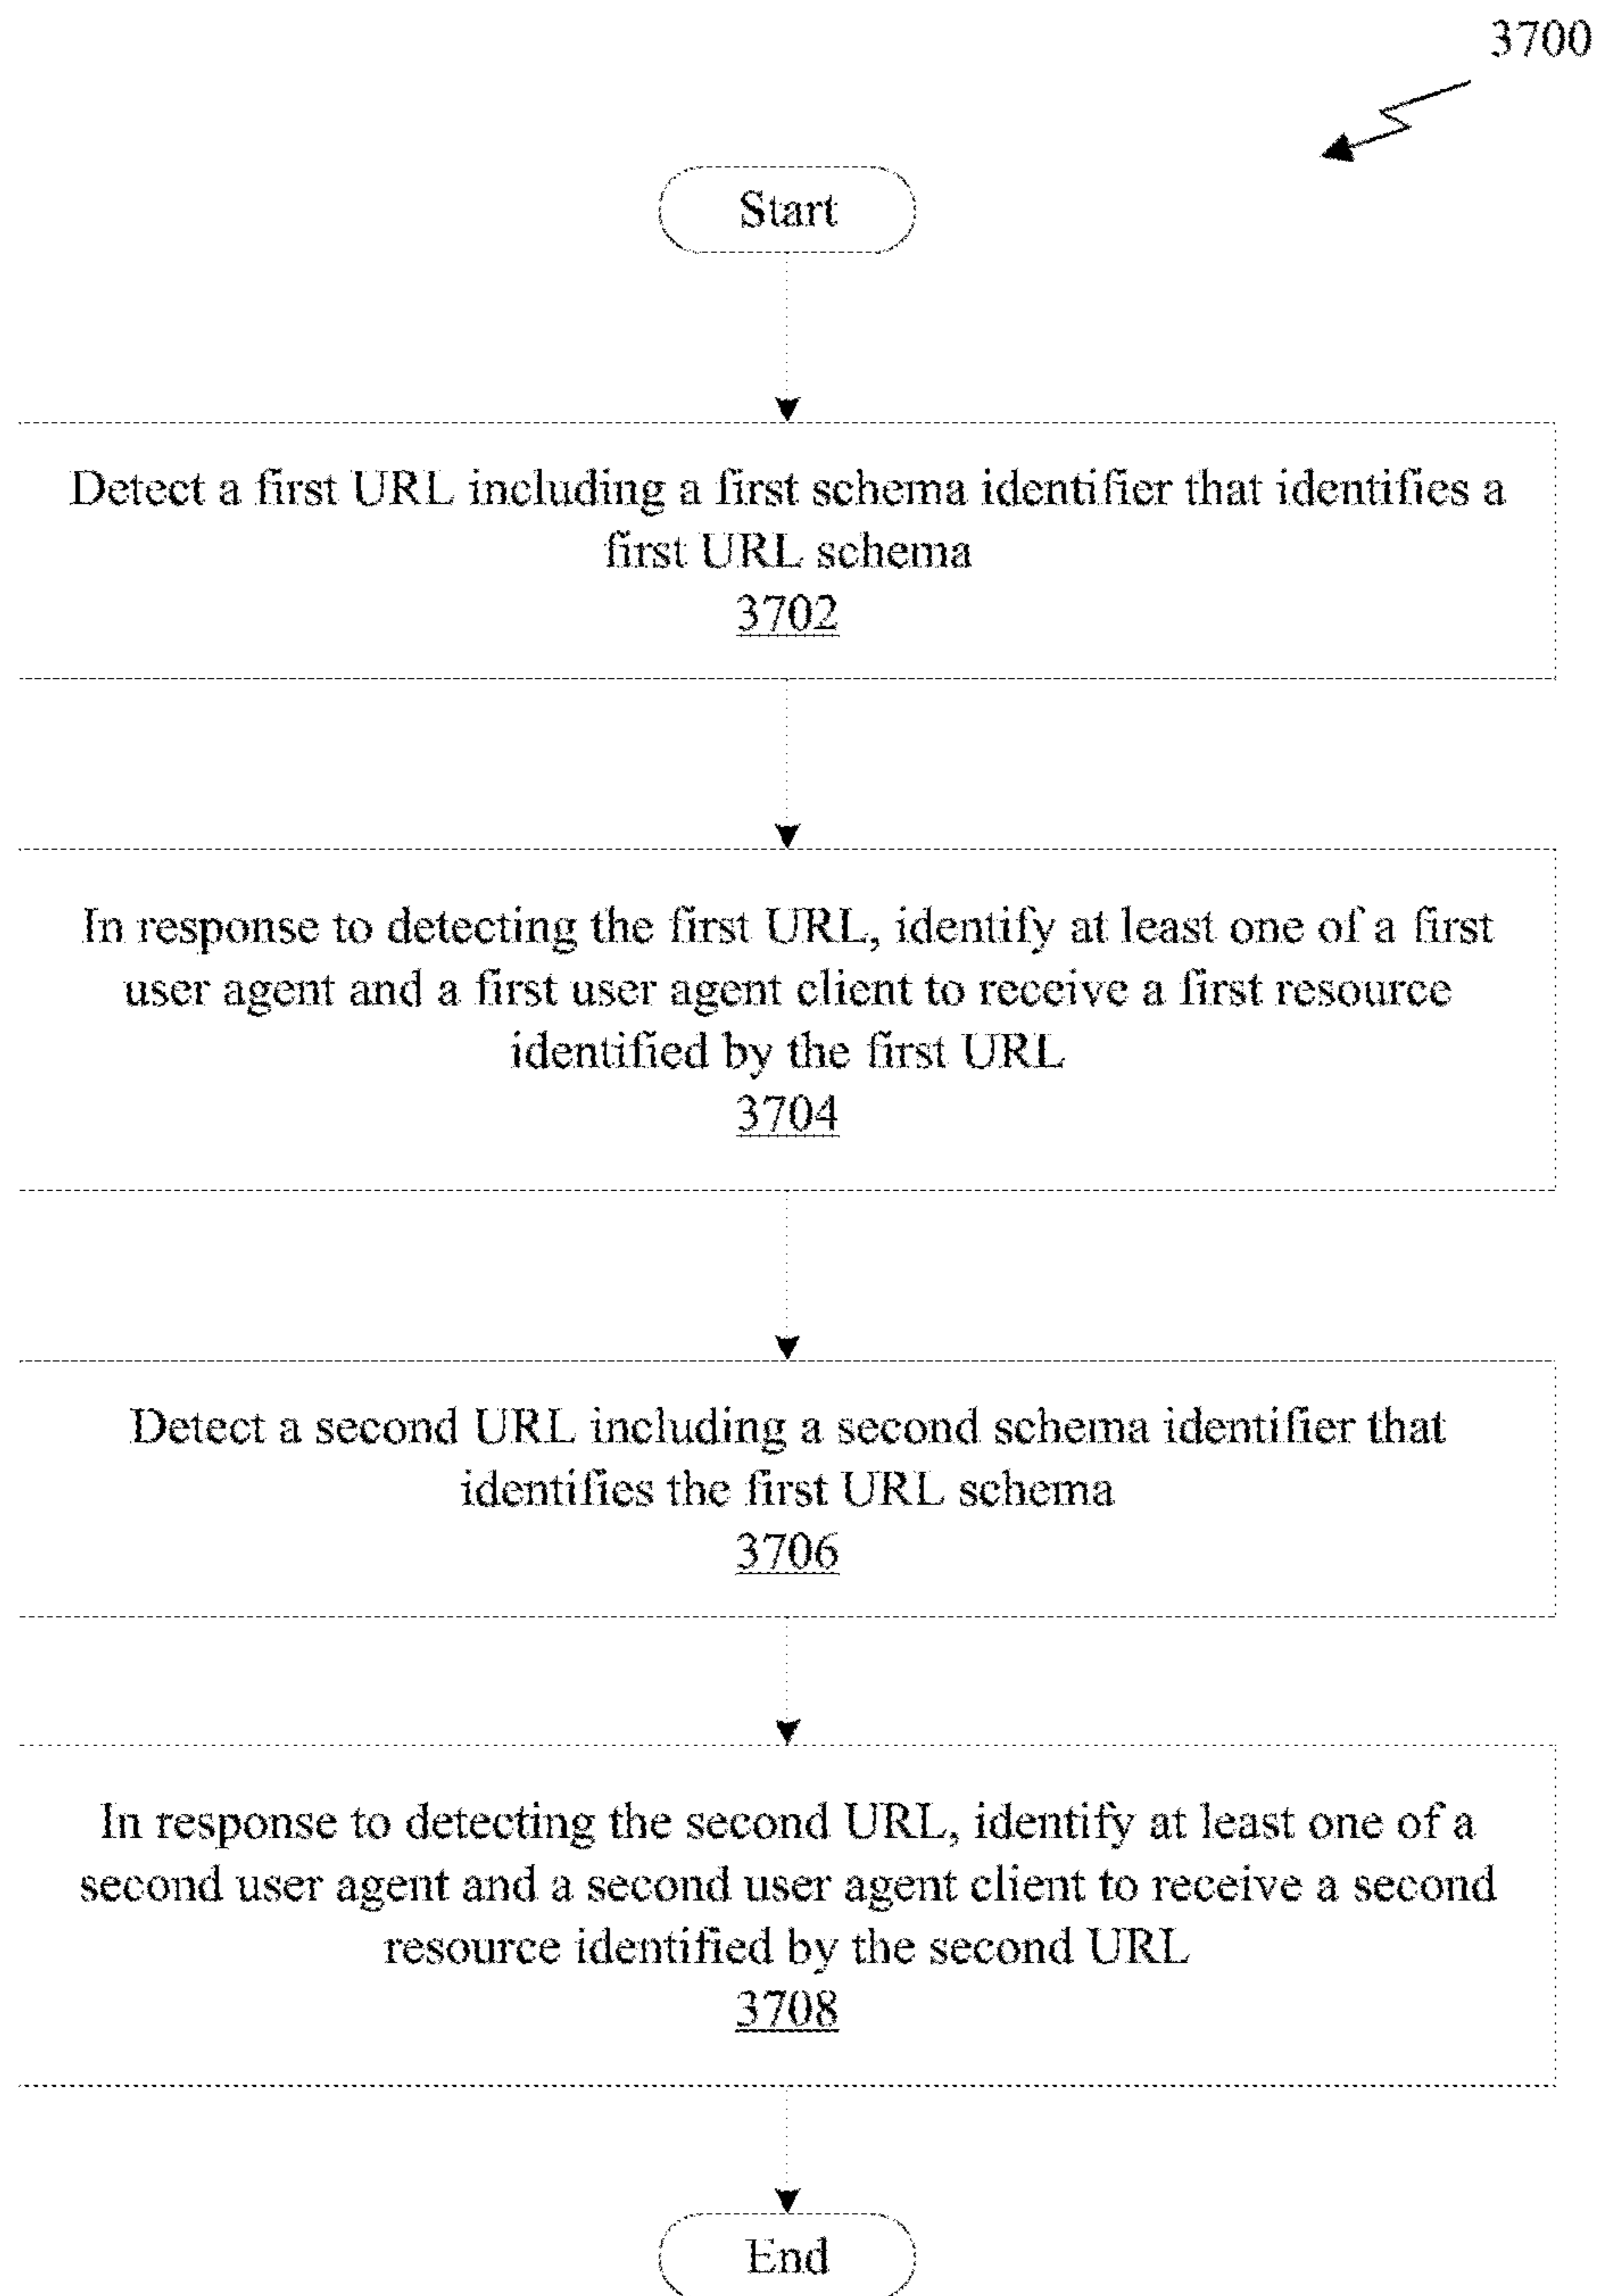 3700
Start
Detect a first URL including a first schema identifier that identifies a
first URL schema
3702
In response to detecting the first URL, identify at least one of a first
user agent and a first user agent client to receive a first resource
identified by the first URL
3704
Detect a second URL including a second schema identifier that
identifies the first URL schema
3706
In response to detecting the second URL, identify at least one of a
second user agent and a second user agent client to receive a second
resource identified by the second URL
3708
End